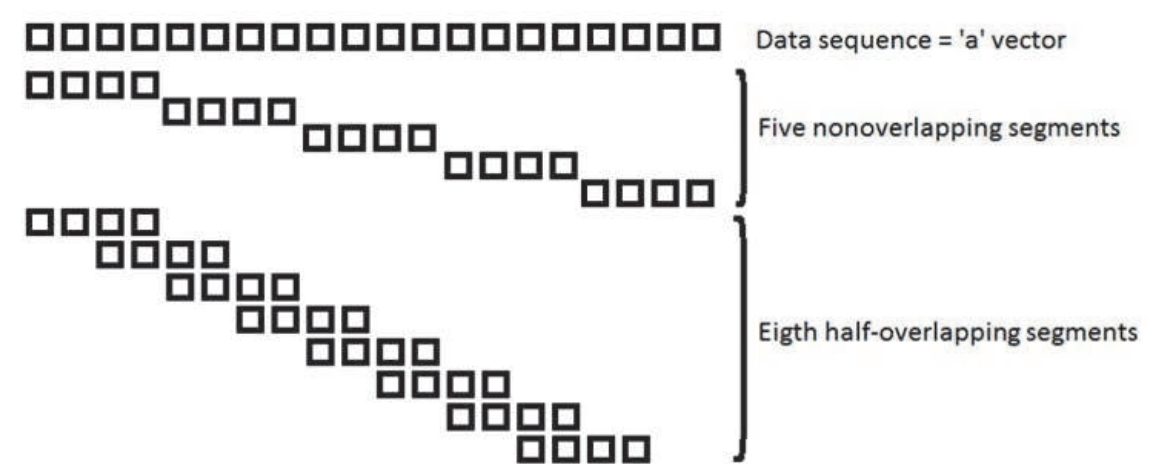 Data sequence = 'a' vector
Five nonoverlapping segments
Eigth half-overlapping segments